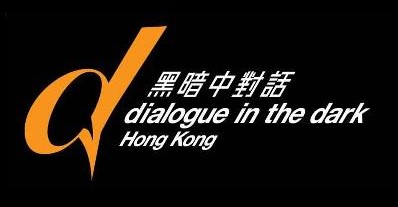 黑暗中對話
dialogue in the dark
Hong Kong